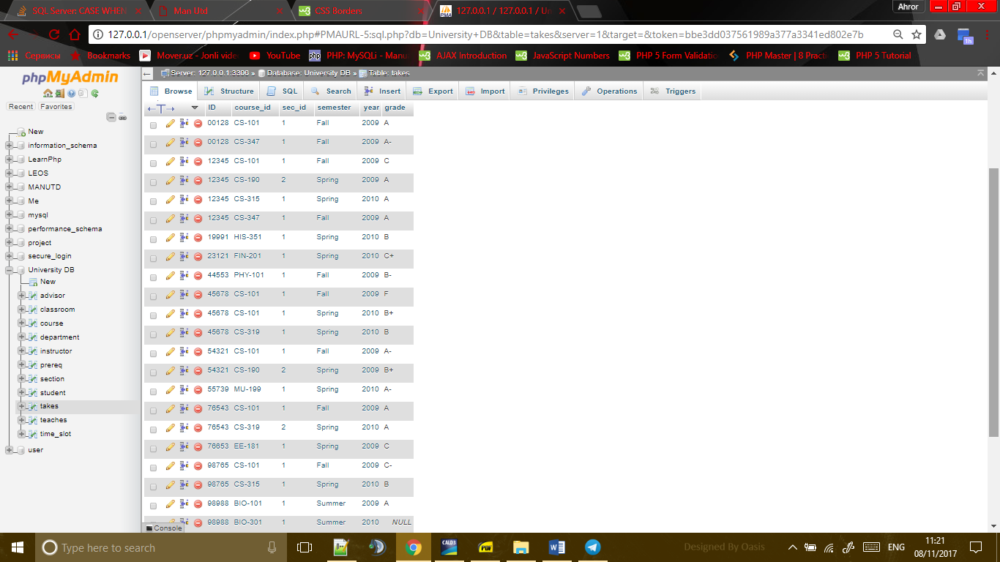 SQL Server: CASE WHEN
Man Utd
CSS Borders
127.0.0.1 / 127.0.0.1 / Un
Ahror
127.0.0.1/openserver/phpmyadmin/index.php#PMAURL-5:sql.php?db=University+DB&table=takes&server=1&target=&token=bbe3dd037561989a377a3341ed802e7b
1h
Сервисы
Bookmarks
Mover.uz - Jonli vide
YouTube
php
PHP: MySQLi - Manu
AJAX Introduction
JavaScript Numbers
PHP 5 Form Validatio
PHP Master | 8 Practi
PHP 5 Tutorial
phpMyAdmin
Recent Favorites
New
information_schema
LearnPhp
LEOS
MANUTD
Me
mysql
performance_schema
project
secure_login
University DB
New
advisor
classroom
course
department
instructor
prereq
section
student
takes
teaches
time_slot
user
Server: 127.0.0.1:3306 » Database: University DB » Table: takes
Browse Structure SQL Search Insert Export Import Privileges Operations Triggers
ID course_id sec_id semester year grade
00128 CS-101 1 Fall 2009 A
00128 CS-347 1 Fall 2009 A-
12345 CS-101 1 Fall 2009 C
12345 CS-190 2 Spring 2009 A
12345 CS-315 1 Spring 2010 A
12345 CS-347 1 Fall 2009 A
19991 HIS-351 1 Spring 2010 B
23121 FIN-201 1 Spring 2010 C+
44553 PHY-101 1 Fall 2009 B-
45678 CS-101 1 Fall 2009 F
45678 CS-101 1 Spring 2010 B+
45678 CS-319 1 Spring 2010 B
54321 CS-101 1 Fall 2009 A-
54321 CS-190 2 Spring 2009 B+
55739 MU-199 1 Spring 2010 A-
76543 CS-101 1 Fall 2009 A
76543 CS-319 2 Spring 2010 A
76653 EE-181 1 Spring 2009 C
98765 CS-101 1 Fall 2009 C-
98765 CS-315 1 Spring 2010 B
98988 BIO-101 1 Summer 2009 A
98988 BIO-301 1 Summer 2010 NULL
Console
Type here to search
CALD3
PDF
Designed By Oasis
ENG
11:21
08/11/2017